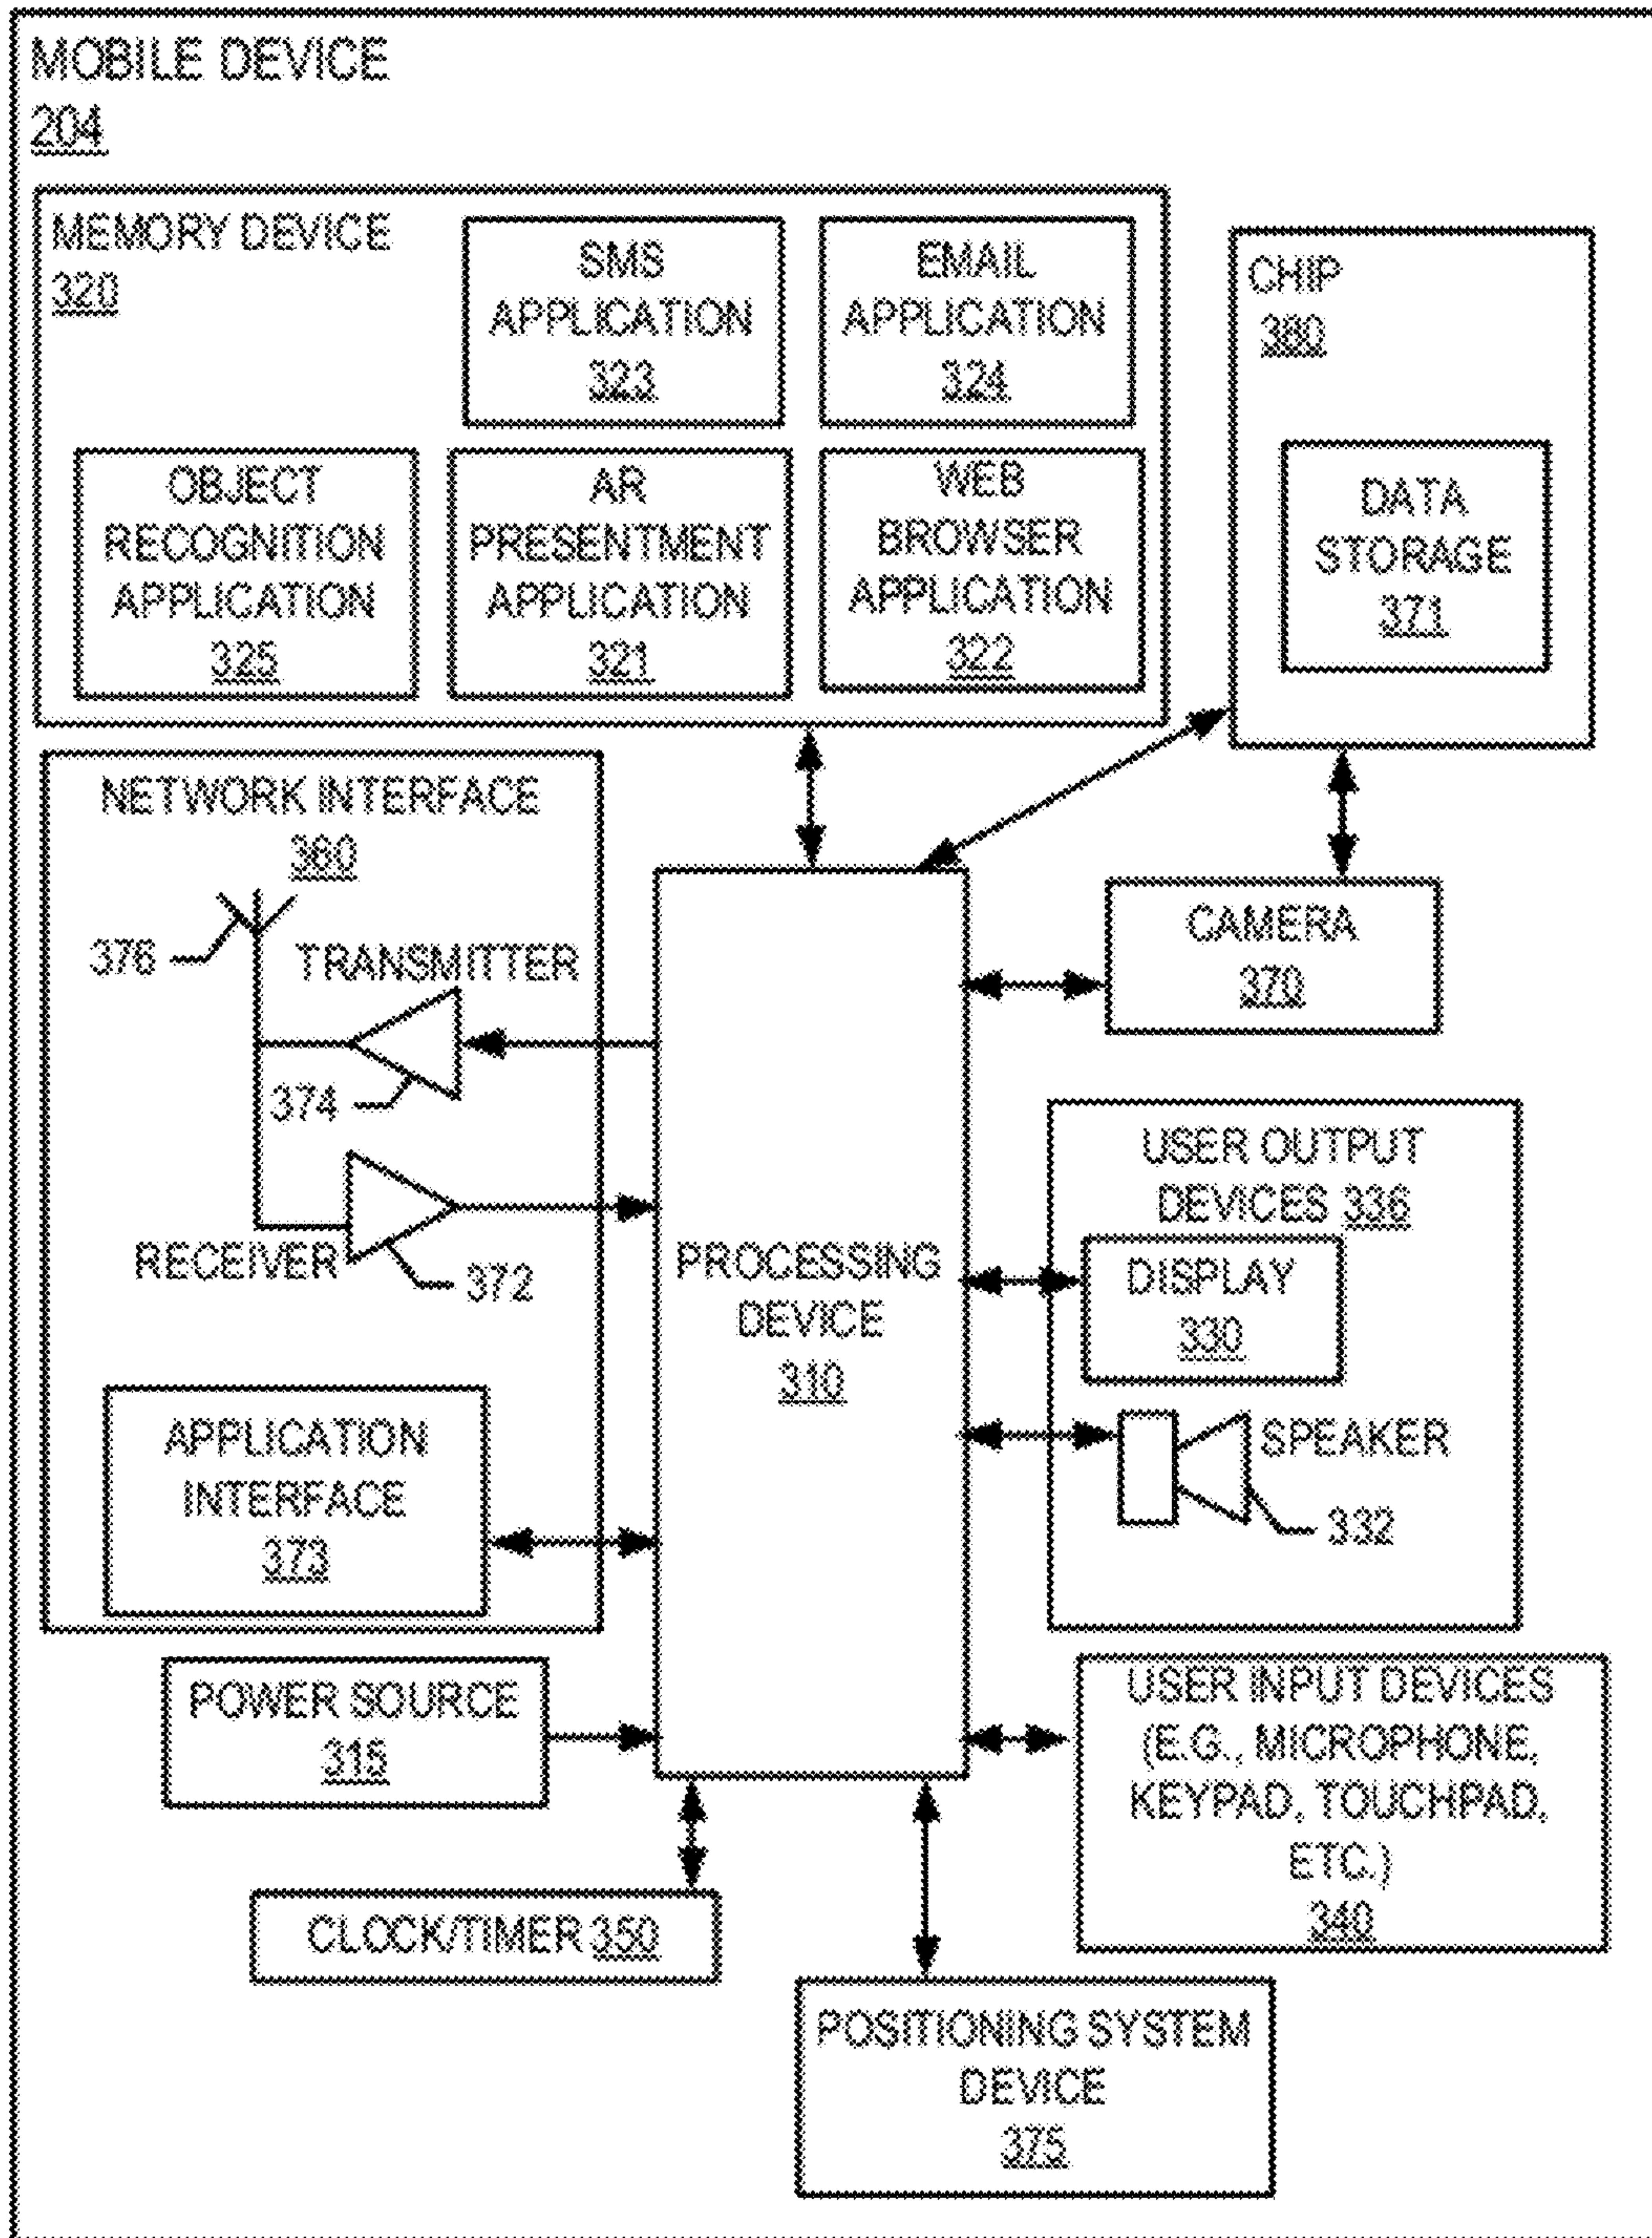 MOBILE DEVICE
204
MEMORY DEVICE
320
SMS
APPLICATION
323
EMAIL
APPLICATION
324
OBJECT
RECOGNITION
APPLICATION
325
AR
PRESENTMENT
APPLICATION
321
WEB
BROWSER
APPLICATION
322
CHIP
380
DATA
STORAGE
371
NETWORK INTERFACE
360
376
TRANSMITTER
374
RECEIVER
372
APPLICATION
INTERFACE
373
PROCESSING
DEVICE
310
CAMERA
370
USER OUTPUT
DEVICES 336
DISPLAY
330
SPEAKER
332
POWER SOURCE
315
USER INPUT DEVICES
(E.G., MICROPHONE,
KEYPAD, TOUCHPAD,
ETC.)
340
CLOCK/TIMER 350
POSITIONING SYSTEM
DEVICE
375